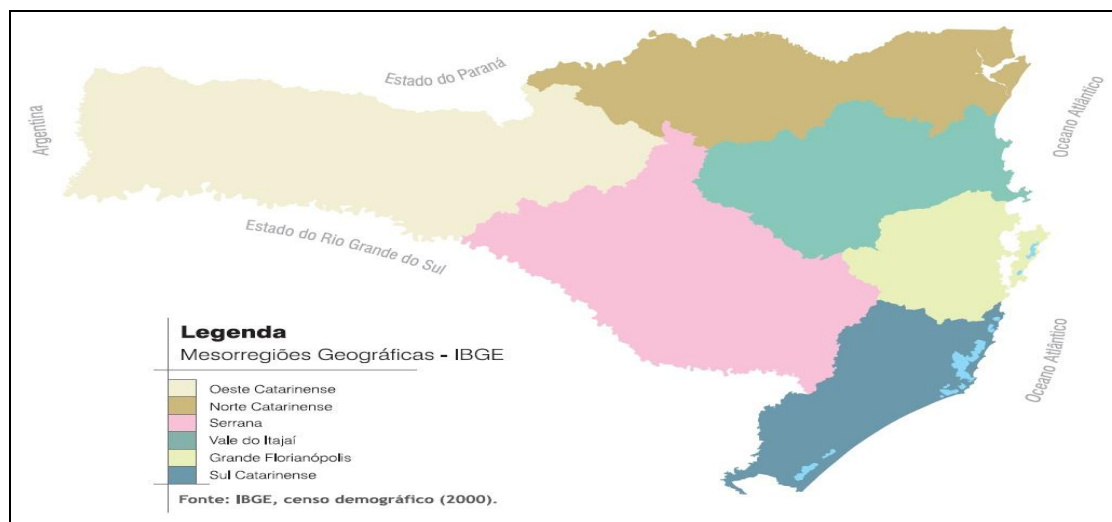 Estado do Paraná
Argentina
Oceano Atlântico
Estado do Rio Grande do Sul
Oceano Atlântico
Legenda
Mesorregiões Geográficas - IBGE
Oeste Catarinense
Norte Catarinense
Serrana
Vale do Itajaí
Grande Florianópolis
Sul Catarinense
Fonte: IBGE, censo demográfico (2000).